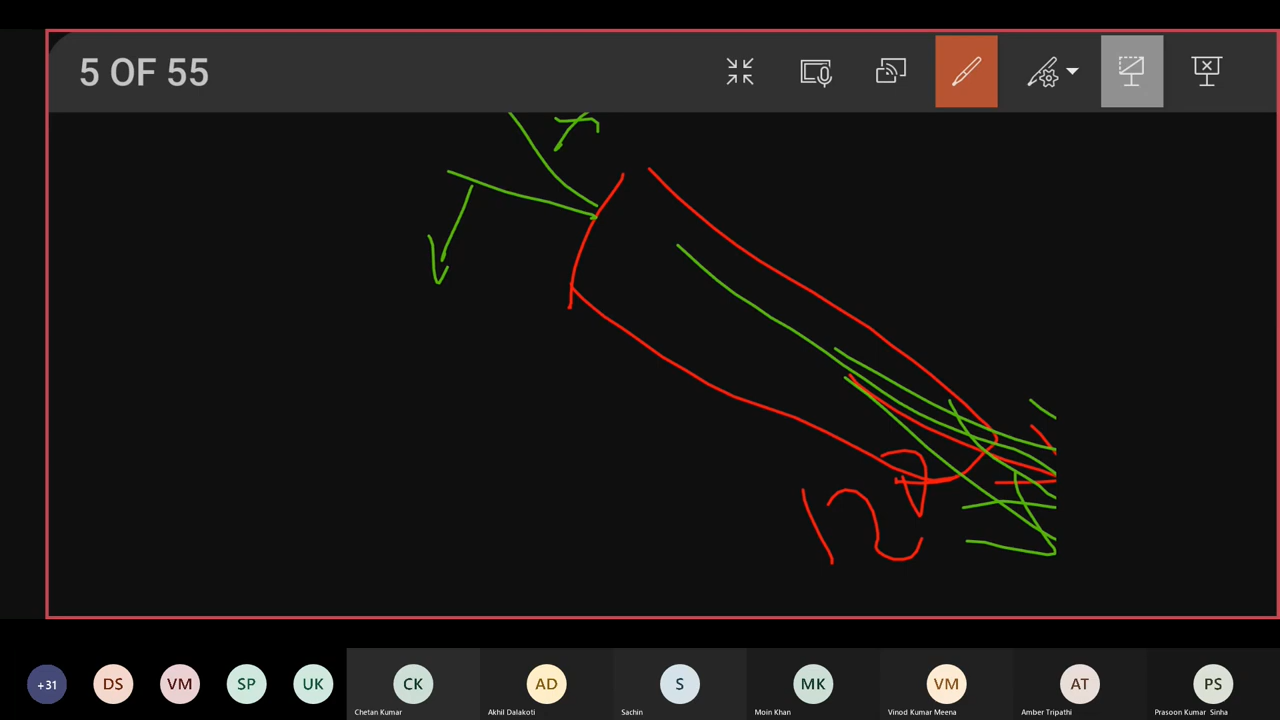 5 OF 55
+31 DS VM SP UK CK AD S MK VM AT PS
Chetan Kumar Akhil Dalakoti Sachin Moin Khan Vinod Kumar Meena Amber Tripathi Prasoon Kumar Sinha